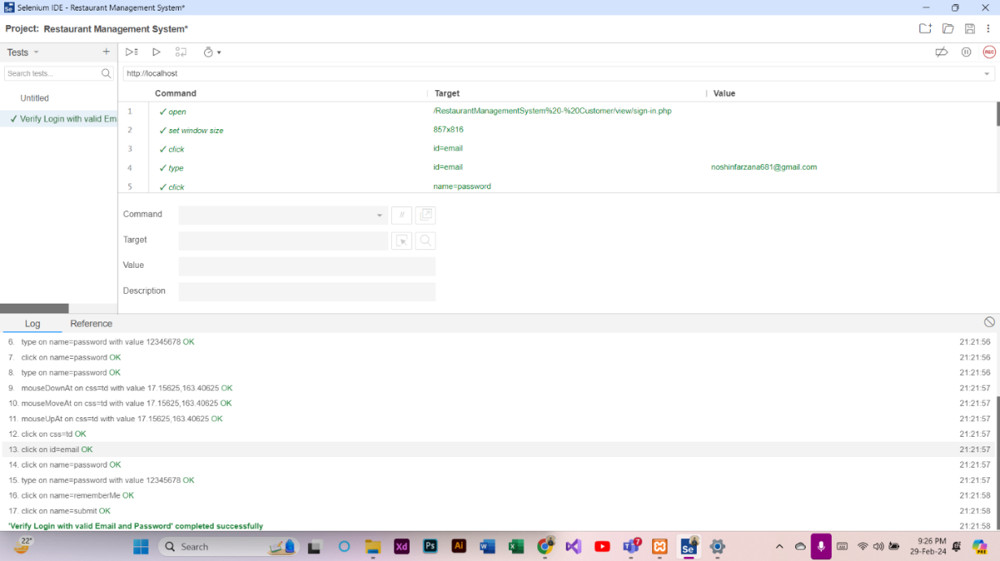 Selenium IDE - Restaurant Management System*
Project: Restaurant Management System*
Tests
Search tests...
Untitled
✓ Verify Login with valid Em
REC
http://localhost
Command Target Value
1 ✓ open /RestaurantManagementSystem%20-%20Customer/view/sign-in.php
2 ✓ set window size 857x816
3 ✓ click id=email
4 ✓ type id=email noshinfarzana681@gmail.com
5 ✓ click name=password
Command //
Target
Value
Description
Log Reference
6. type on name=password with value 12345678 OK 21:21:56
7. click on name=password OK 21:21:56
8. type on name=password OK 21:21:56
9. mouseDownAt on css=td with value 17.15625,163.40625 OK 21:21:57
10. mouseMoveAt on css=td with value 17.15625,163.40625 OK 21:21:57
11. mouseUpAt on css=td with value 17.15625,163.40625 OK 21:21:57
12. click on css=td OK 21:21:57
13. click on id=email OK 21:21:57
14. click on name=password OK 21:21:57
15. type on name=password with value 12345678 OK 21:21:57
16. click on name=rememberMe OK 21:21:58
17. click on name=submit OK 21:21:58
'Verify Login with valid Email and Password' completed successfully 21:21:58
22° Search Xd Ps Ai W X 7 Se 9:26 PM PRE
29-Feb-24